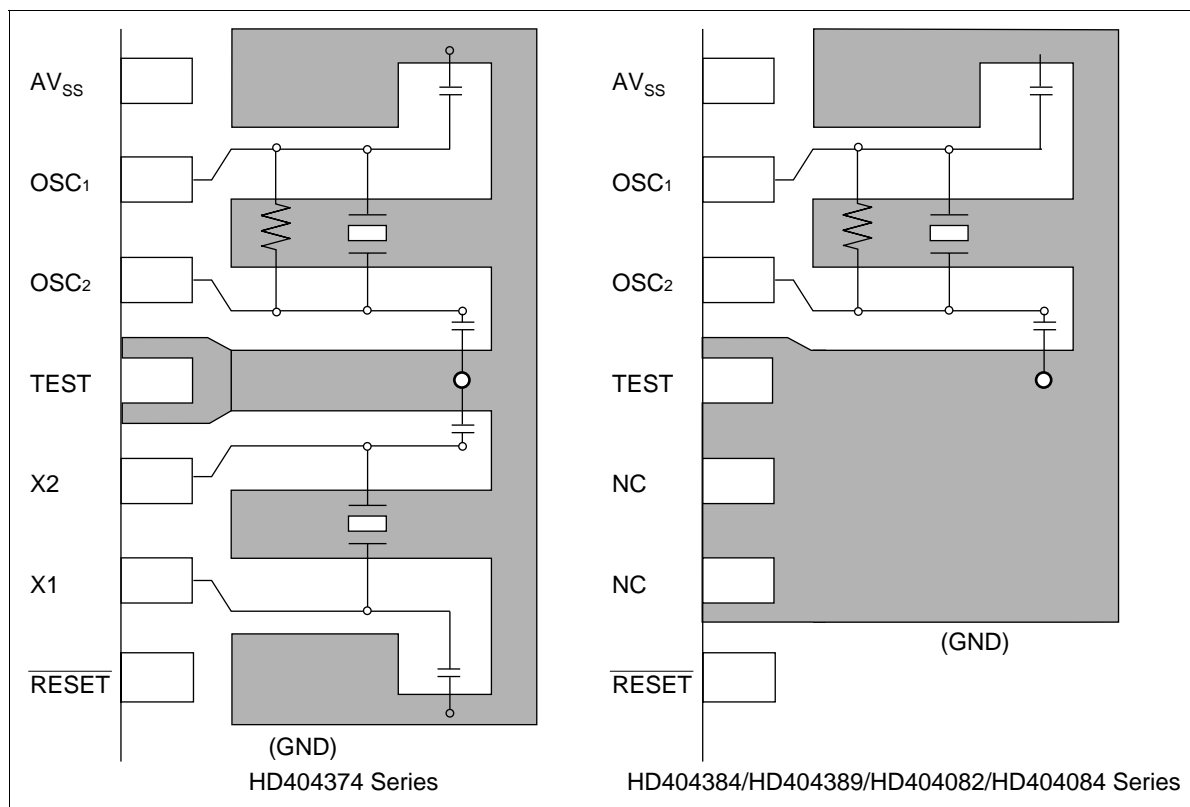 AVSS
OSC1
OSC2
TEST
X2
X1
RESET
(GND)
HD404374 Series
AVSS
OSC1
OSC2
TEST
NC
NC
RESET
(GND)
HD404384/HD404389/HD404082/HD404084 Series